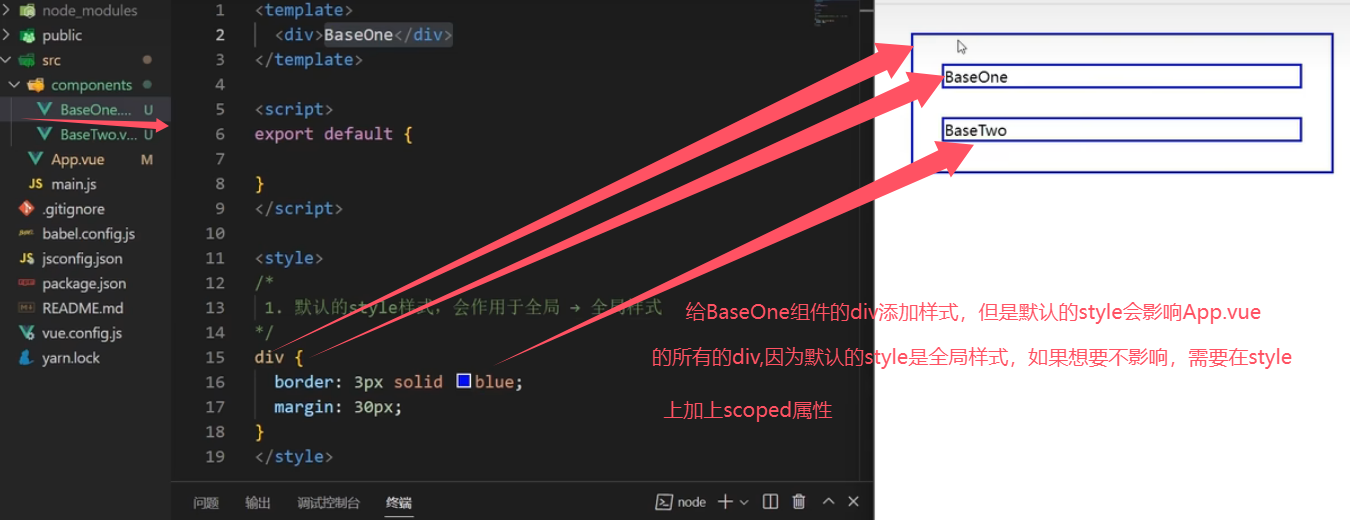 node_modules
public
src
components
BaseOne.... U
BaseTwo.v... U
App.vue M
JS main.js
.gitignore
babel.config.js
JS jsconfig.json
package.json
README.md
vue.config.js
yarn.lock
1 <template>
2 <div>BaseOne</div>
3 </template>
4
5 <script>
6 export default {
7
8 }
9 </script>
10
11 <style>
12 /*
13 1. 默认的style样式，会作用于全局 → 全局样式
14 */
15 div {
16 border: 3px solid blue;
17 margin: 30px;
18 }
19 </style>
问题 输出 调试控制台 终端 node
BaseOne
BaseTwo
给BaseOne组件的div添加样式，但是默认的style会影响App.vue
的所有的div,因为默认的style是全局样式，如果想要不影响，需要在style
上加上scoped属性